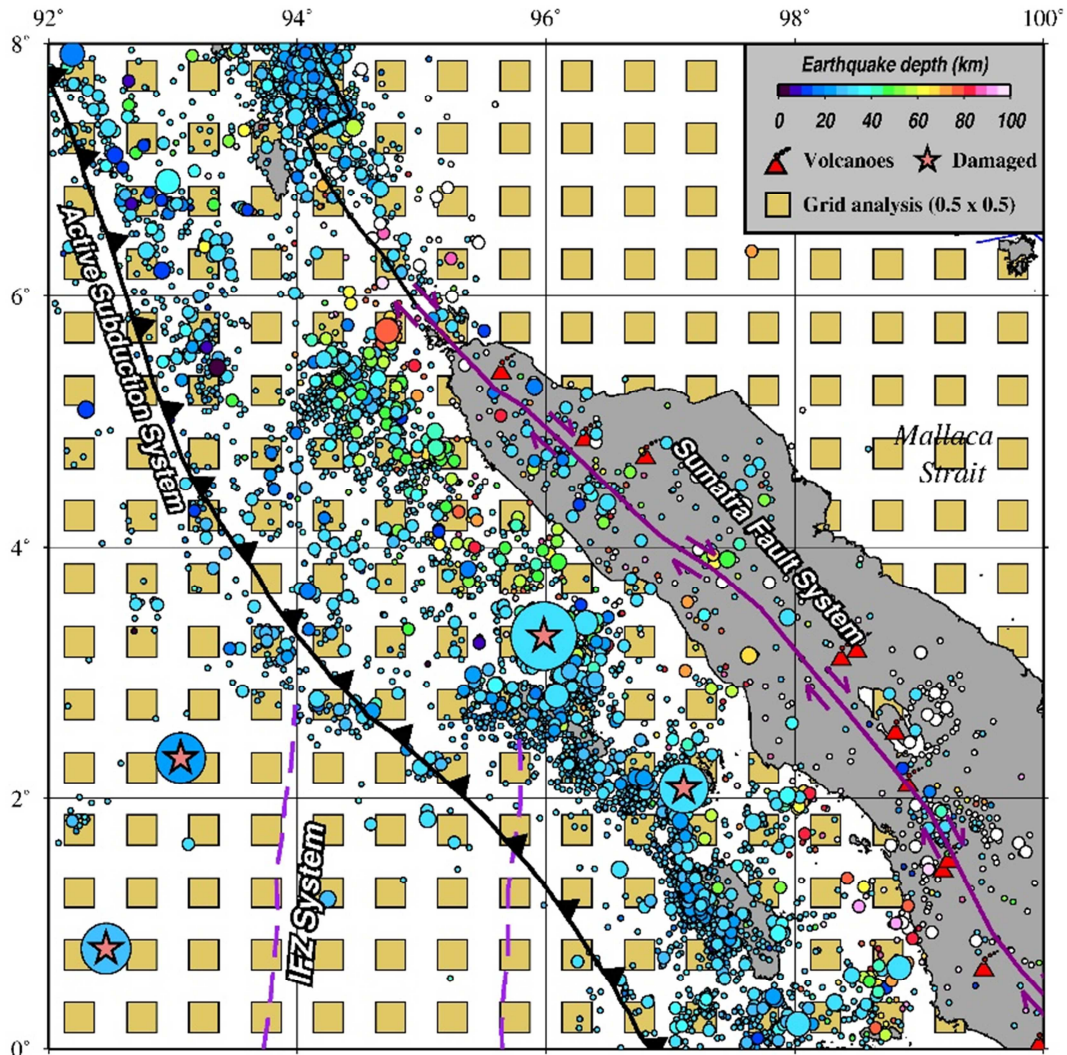 92° 94° 96° 98° 100°
8°
Earthquake depth (km)
0 20 40 60 80 100
Volcanoes Damaged
Grid analysis (0.5 x 0.5)
Active Subduction System
6°
Mallaca
Strait
Sumatra Fault System
4°
2°
IFZ System
0°